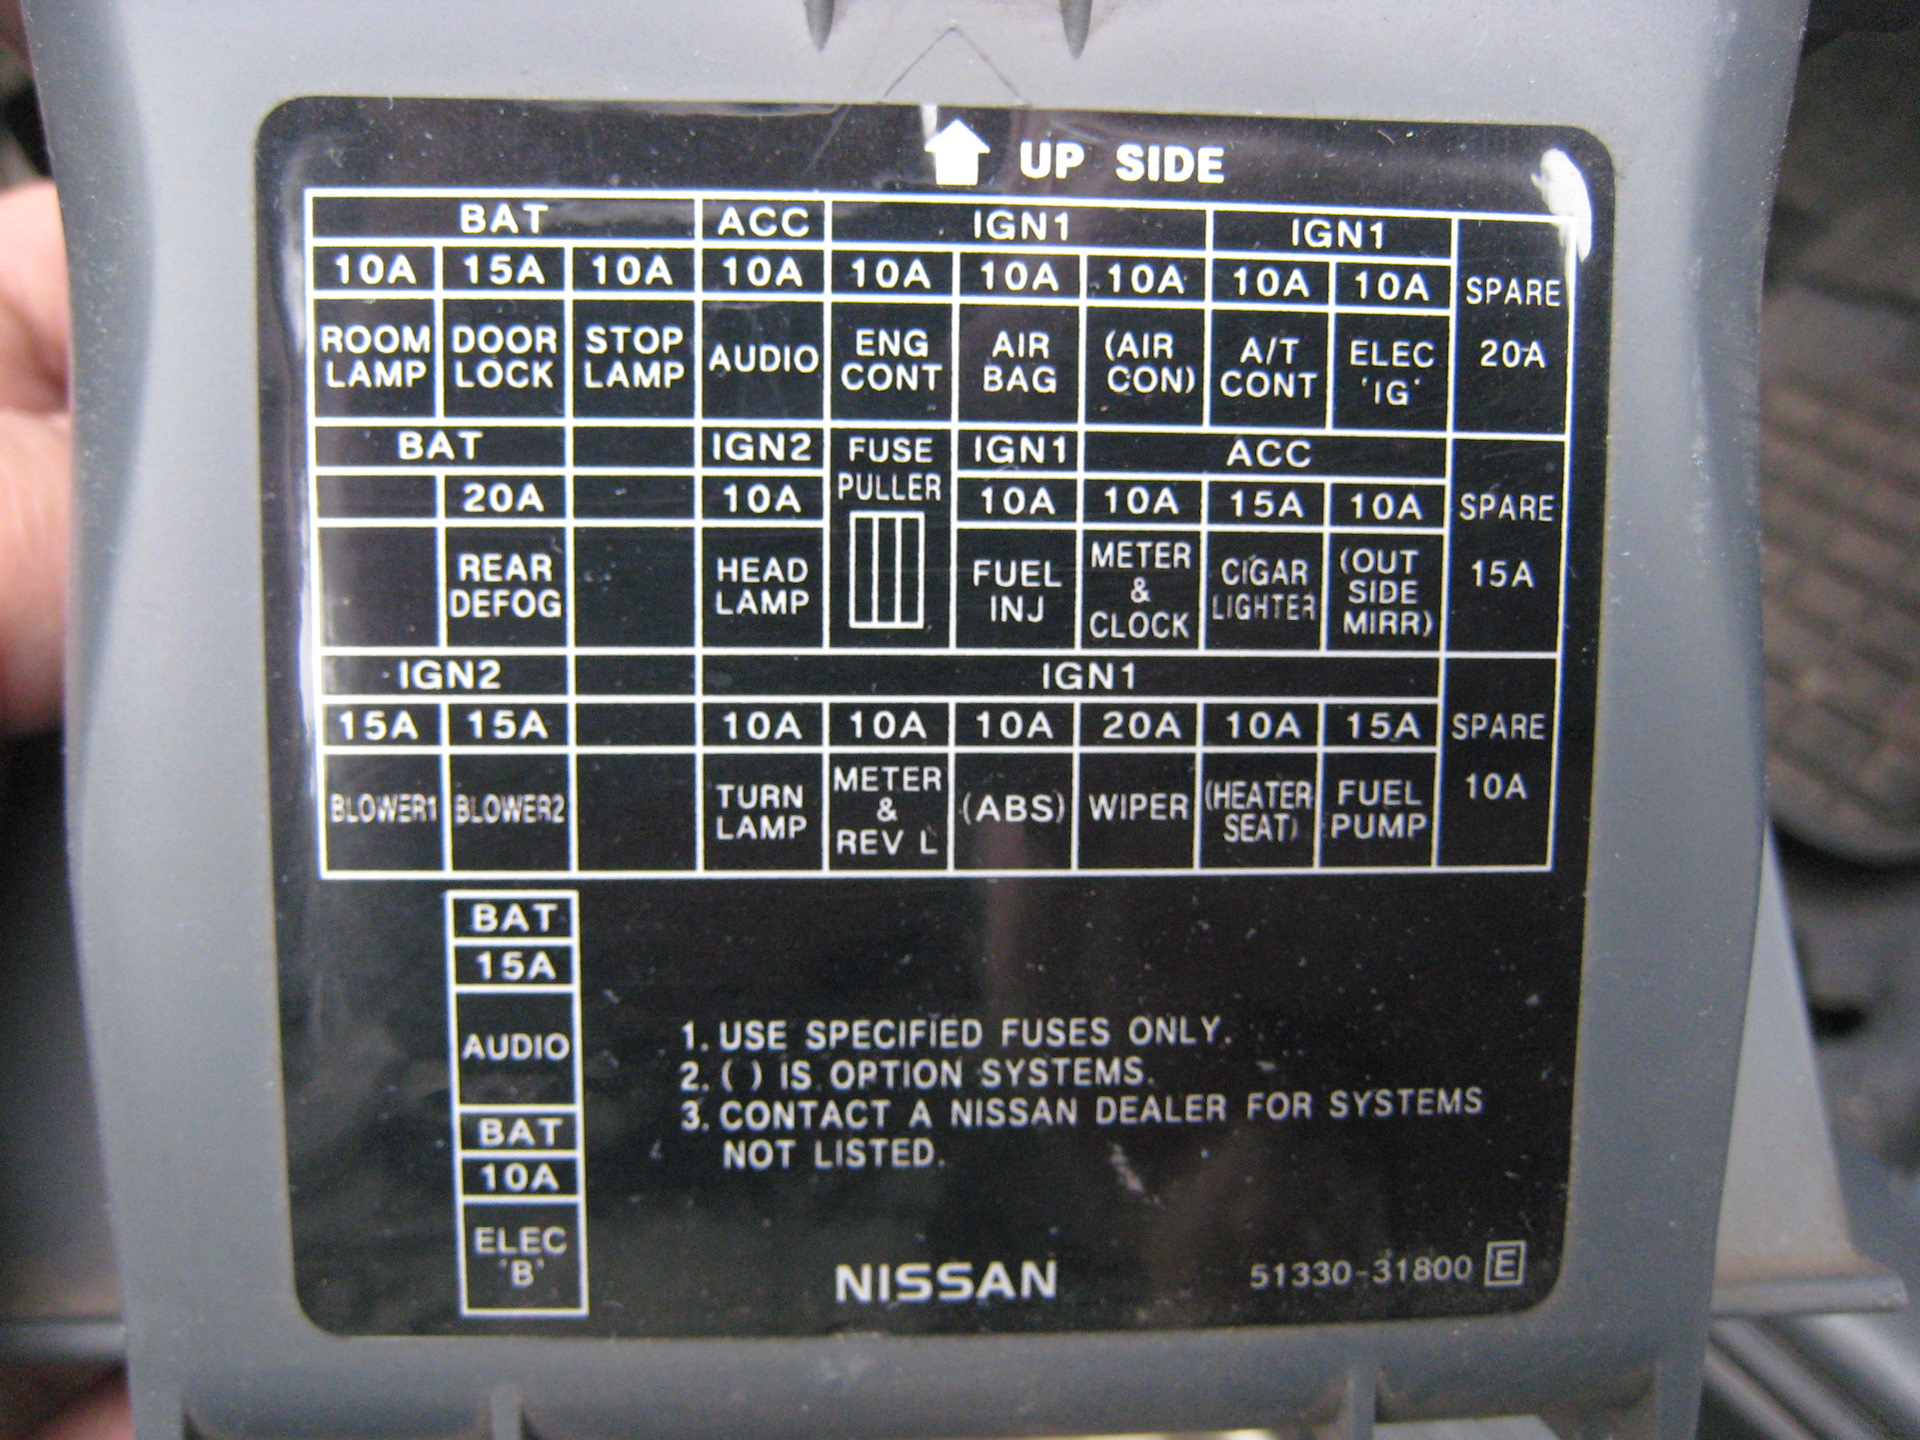 UP SIDE
BAT ACC IGN1 IGN1
10A 15A 10A 10A 10A 10A 10A 10A 10A SPARE 20A
ROOM LAMP DOOR LOCK STOP LAMP AUDIO ENG CONT AIR BAG (AIR CON) A/T CONT ELEC 'IG'
BAT IGN2 FUSE PULLER IGN1 ACC
20A 10A 10A 10A 15A 10A SPARE 15A
REAR DEFOG HEAD LAMP FUEL INJ METER & CLOCK CIGAR LIGHTER (OUT SIDE MIRR)
IGN2 IGN1
15A 15A 10A 10A 10A 20A 10A 15A SPARE 10A
BLOWER1 BLOWER2 TURN LAMP METER & REV L (ABS) WIPER (HEATER SEAT) FUEL PUMP
BAT
15A
AUDIO
BAT
10A
ELEC
'B'
1. USE SPECIFIED FUSES ONLY.
2. ( ) IS OPTION SYSTEMS.
3. CONTACT A NISSAN DEALER FOR SYSTEMS
NOT LISTED.
NISSAN
51330-31800 E